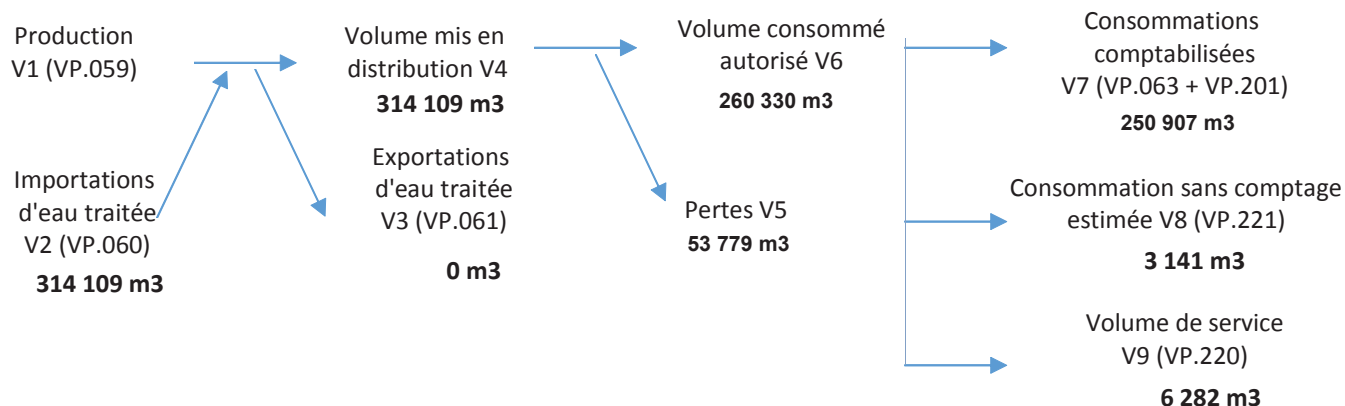 Production
V1 (VP.059)
Importations
d'eau traitée
V2 (VP.060)
314 109 m3
Volume mis en
distribution V4
314 109 m3
Exportations
d'eau traitée
V3 (VP.061)
0 m3
Volume consommé
autorisé V6
260 330 m3
Pertes V5
53 779 m3
Consommations
comptabilisées
V7 (VP.063 + VP.201)
250 907 m3
Consommation sans comptage
estimée V8 (VP.221)
3 141 m3
Volume de service
V9 (VP.220)
6 282 m3